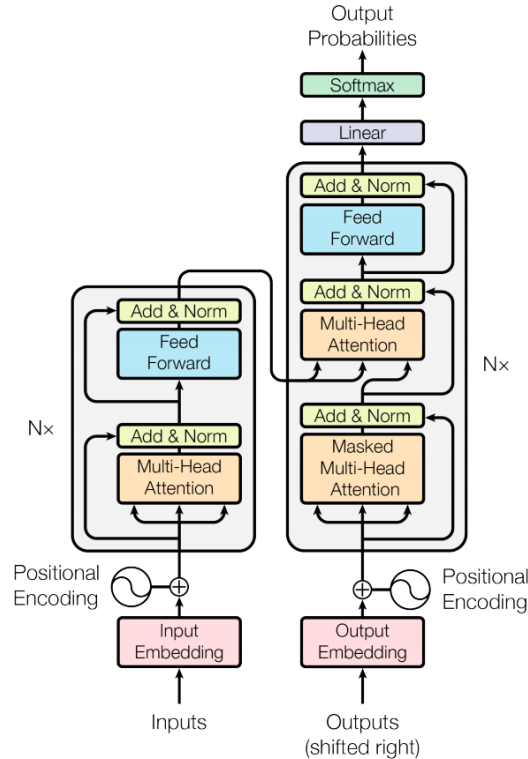 Output
Probabilities
Softmax
Linear
Add & Norm
Feed
Forward
Add & Norm
Multi-Head
Attention
Add & Norm
Masked
Multi-Head
Attention
N×
Add & Norm
Feed
Forward
Add & Norm
Multi-Head
Attention
N×
Positional
Encoding
Positional
Encoding
Input
Embedding
Output
Embedding
Inputs
Outputs
(shifted right)